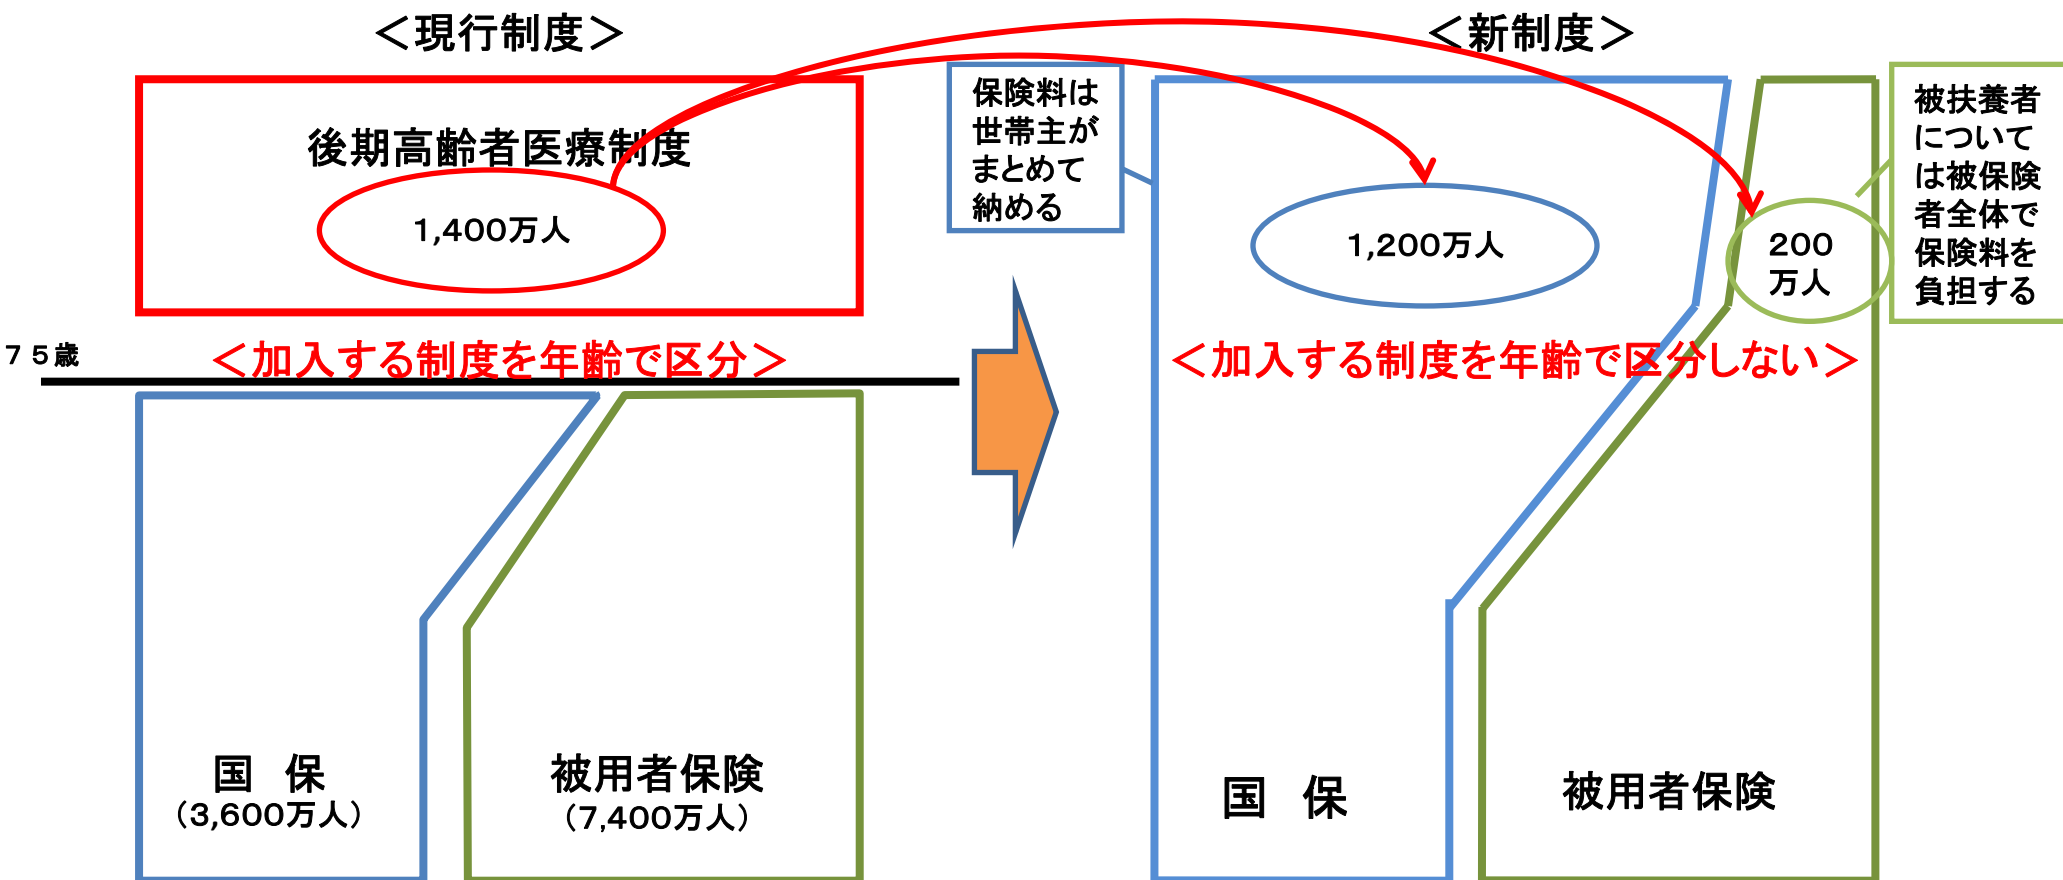 ＜現行制度＞
後期高齢者医療制度
1,400万人
７５歳
＜加入する制度を年齢で区分＞
国　保
（3,600万人）
被用者保険
（7,400万人）
＜新制度＞
保険料は
世帯主が
まとめて
納める
1,200万人
200
万人
被扶養者
について
は被保険
者全体で
保険料を
負担する
＜加入する制度を年齢で区分しない＞
国　保
被用者保険